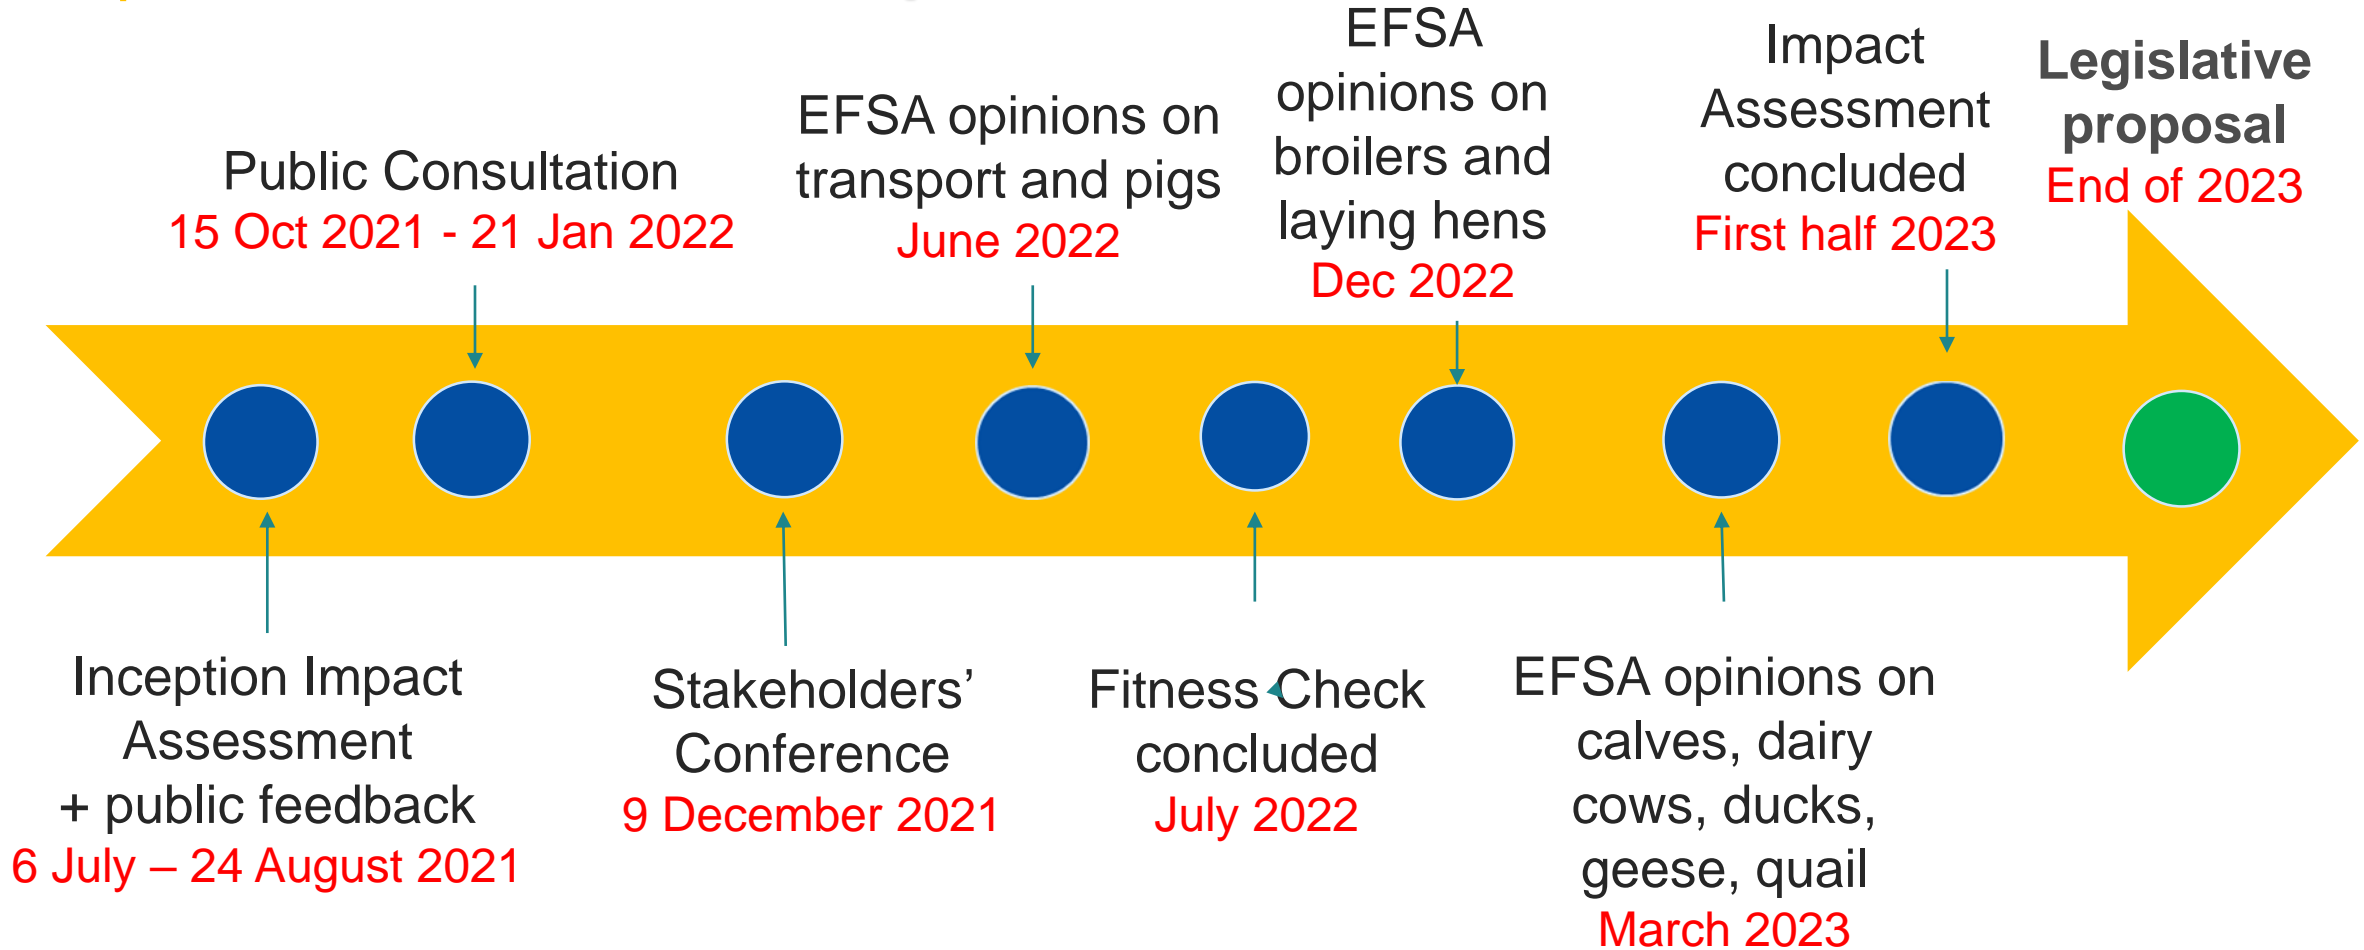 Inception Impact
Assessment
+ public feedback
6 July – 24 August 2021
Public Consultation
15 Oct 2021 - 21 Jan 2022
Stakeholders’
Conference
9 December 2021
EFSA opinions on
transport and pigs
June 2022
Fitness Check
concluded
July 2022
EFSA
opinions on
broilers and
laying hens
Dec 2022
EFSA opinions on
calves, dairy
cows, ducks,
geese, quail
March 2023
Impact
Assessment
concluded
First half 2023
Legislative
proposal
End of 2023